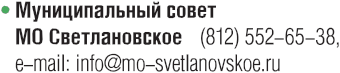 • Муниципальный совет
МО Светлановское (812) 552–65–38,
e–mail: info@mo–svetlanovskoe.ru